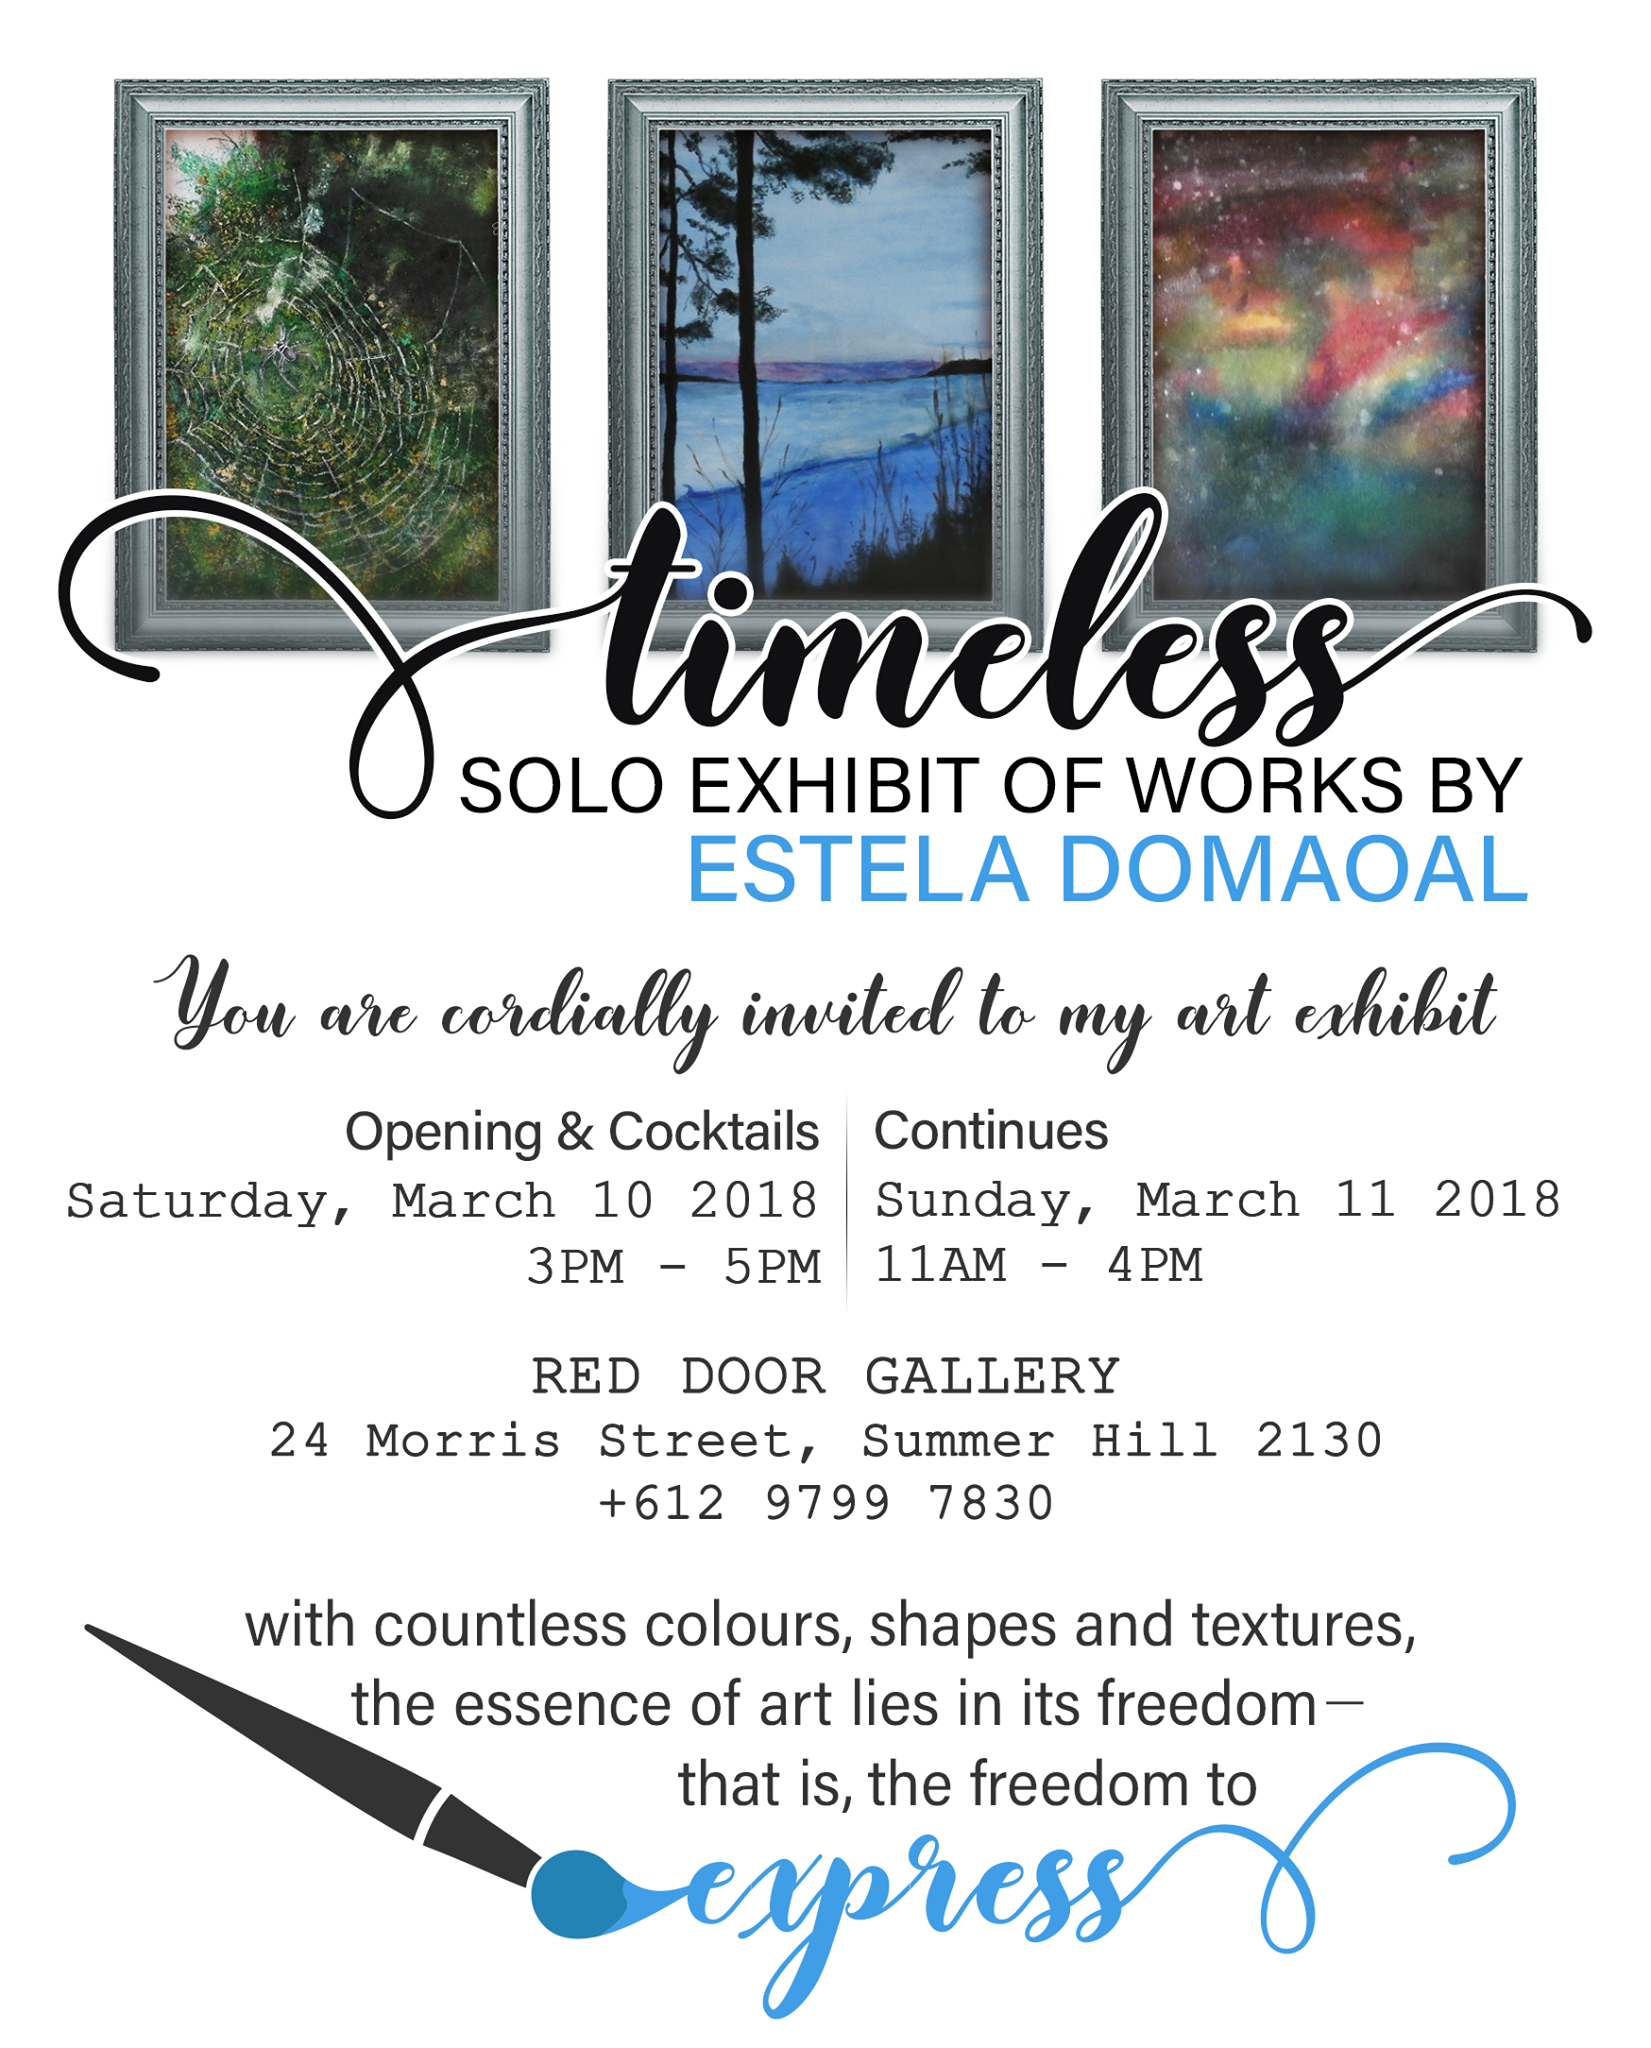 timeless
SOLO EXHIBIT OF WORKS BY
ESTELA DOMAOAL
You are cordially invited to my art exhibit
Opening & Cocktails
Saturday, March 10 2018
3PM – 5PM
Continues
Sunday, March 11 2018
11AM – 4PM
RED DOOR GALLERY
24 Morris Street, Summer Hill 2130
+612 9799 7830
with countless colours, shapes and textures,
the essence of art lies in its freedom—
that is, the freedom to
express